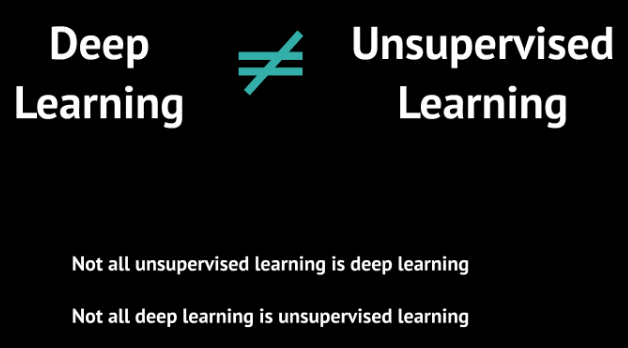 Deep
Learning
≠
Unsupervised
Learning
Not all unsupervised learning is deep learning
Not all deep learning is unsupervised learning